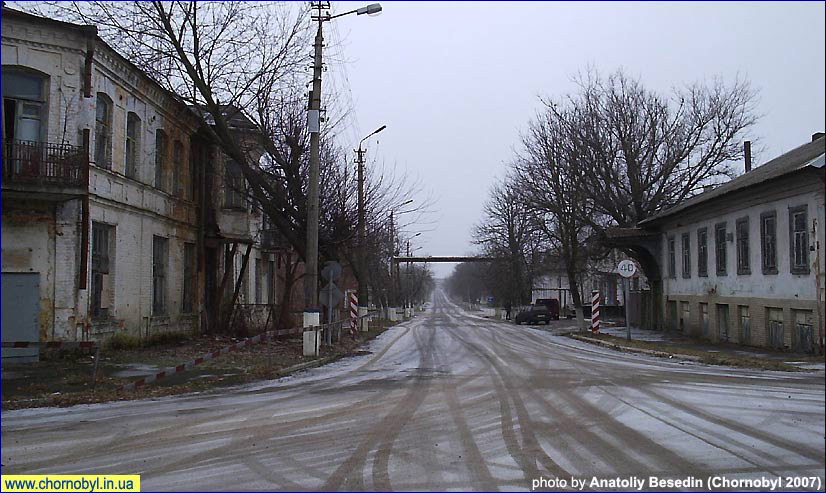 40
www.chornobyl.in.ua
photo by Anatoliy Besedin (Chornobyl 2007)